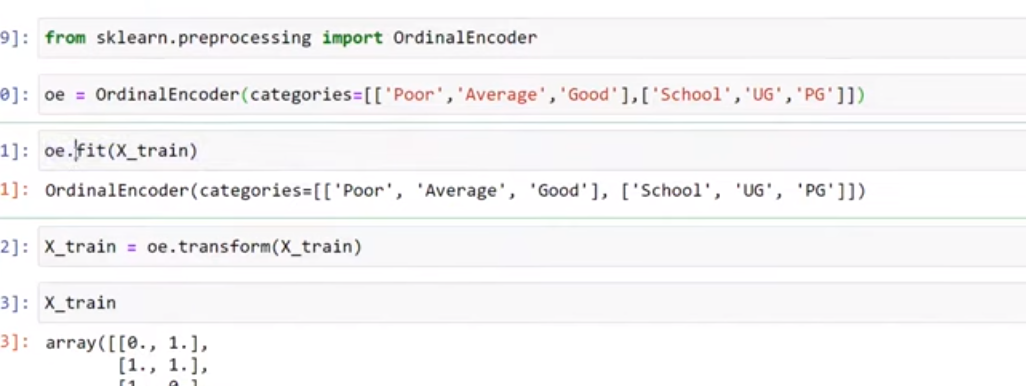 9]: from sklearn.preprocessing import OrdinalEncoder
0]: oe = OrdinalEncoder(categories=[['Poor','Average','Good'],['School','UG','PG']])
1]: oe.fit(X_train)
1]: OrdinalEncoder(categories=[['Poor', 'Average', 'Good'], ['School', 'UG', 'PG']])
2]: X_train = oe.transform(X_train)
3]: X_train
3]: array([[0., 1.],
[1., 1.],